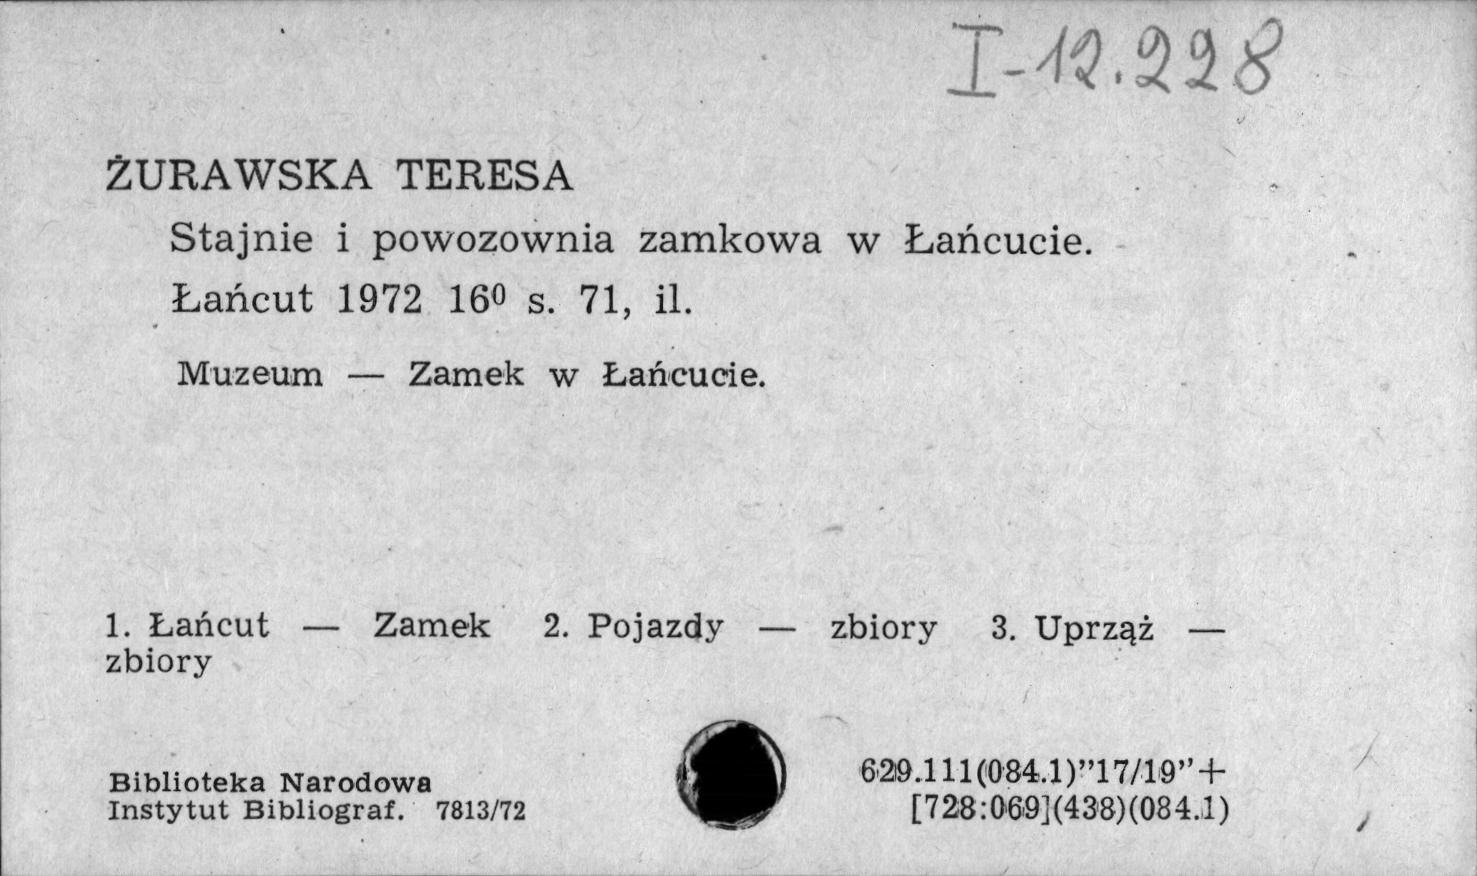 I-12.228
ŻURAWSKA TERESA
Stajnie i powozownia zamkowa w Łańcucie.
Łańcut 1972 16⁰ s. 71, il.
Muzeum — Zamek w Łańcucie.
1. Łańcut — Zamek 2. Pojazdy — zbiory 3. Uprząż —
zbiory
Biblioteka Narodowa
Instytut Bibliograf. 7813/72
629.111(084.1)”17/19”+
[728:069](438)(084.1)